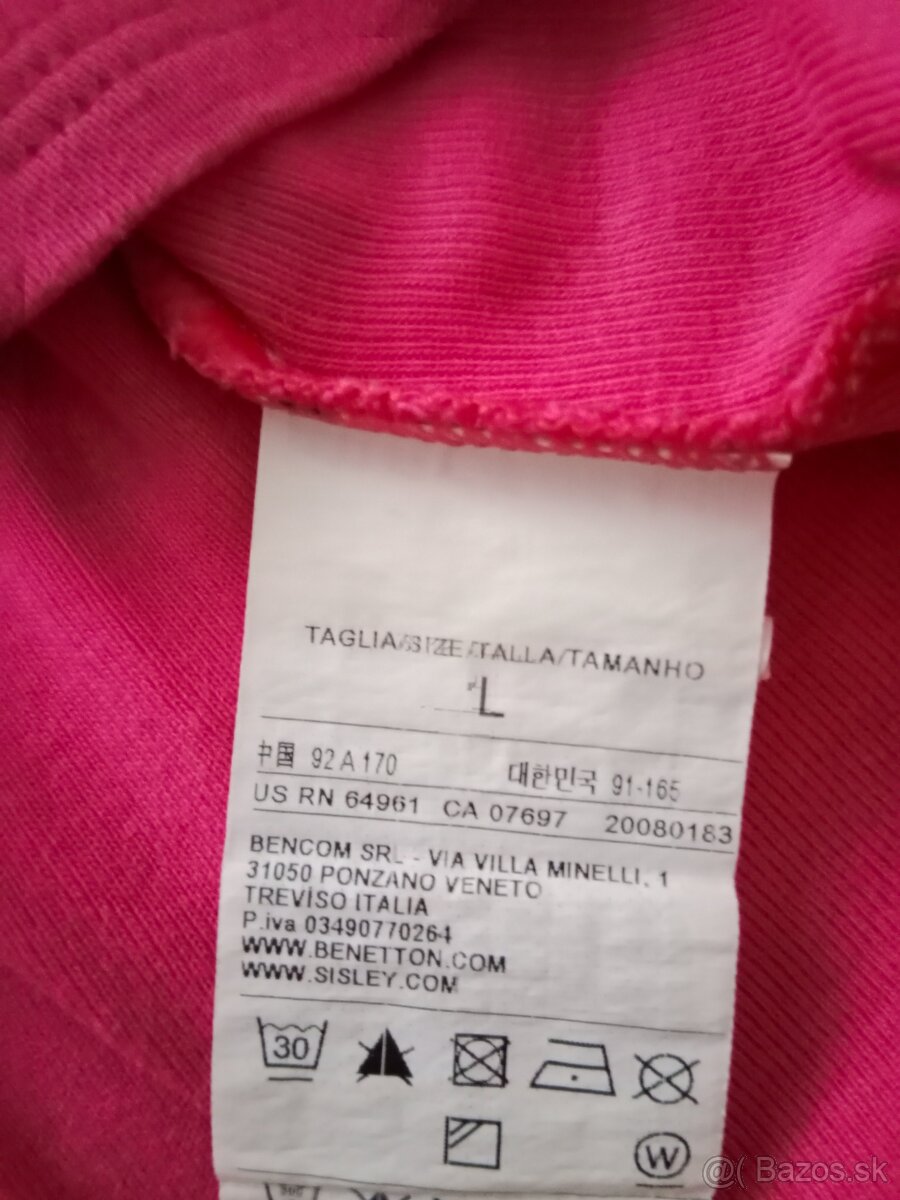 TAGLIA/SIZE/TALLA/TAMANHO
L
中国 92 A 170 대한민국 91-165
US RN 64961 CA 07697 20080183
BENCOM SRL - VIA VILLA MINELLI, 1
31050 PONZANO VENETO
TREVISO ITALIA
P.iva 03490770264
WWW.BENETTON.COM
WWW.SISLEY.COM
30
W
@( Bazos.sk